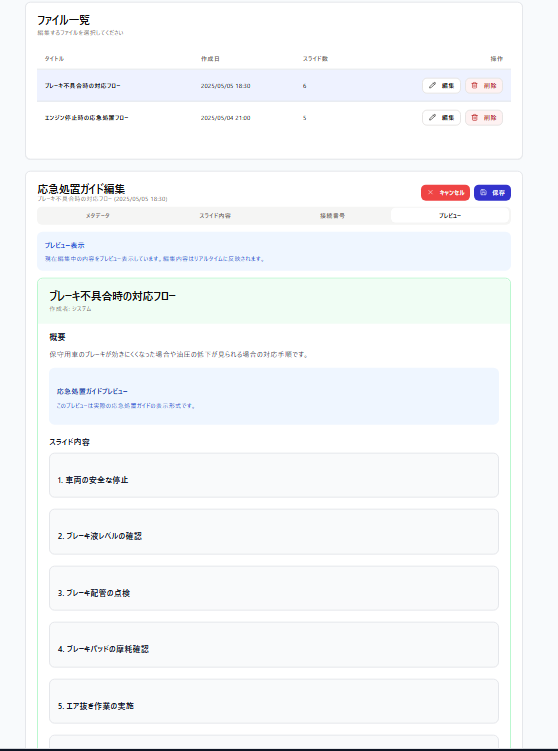 ファイル一覧
編集するファイルを選択してください
タイトル 作成日 スライド数 操作
ブレーキ不具合時の対応フロー 2025/05/05 18:30 6 編集 削除
エンジン停止時の応急処置フロー 2025/05/04 21:00 5 編集 削除
応急処置ガイド編集
ブレーキ不具合時の対応フロー (2025/05/05 18:30)
キャンセル 保存
メタデータ スライド内容 接続番号 プレビュー
プレビュー表示
現在編集中の内容をプレビュー表示しています。編集内容はリアルタイムに反映されます。
ブレーキ不具合時の対応フロー
作成者: システム
概要
保守用車のブレーキが効きにくくなった場合や油圧の低下が見られる場合の対応手順です。
応急処置ガイドプレビュー
このプレビューは実際の応急処置ガイドの表示形式です。
スライド内容
1. 車両の安全な停止
2. ブレーキ液レベルの確認
3. ブレーキ配管の点検
4. ブレーキパッドの摩耗確認
5. エア抜き作業の実施